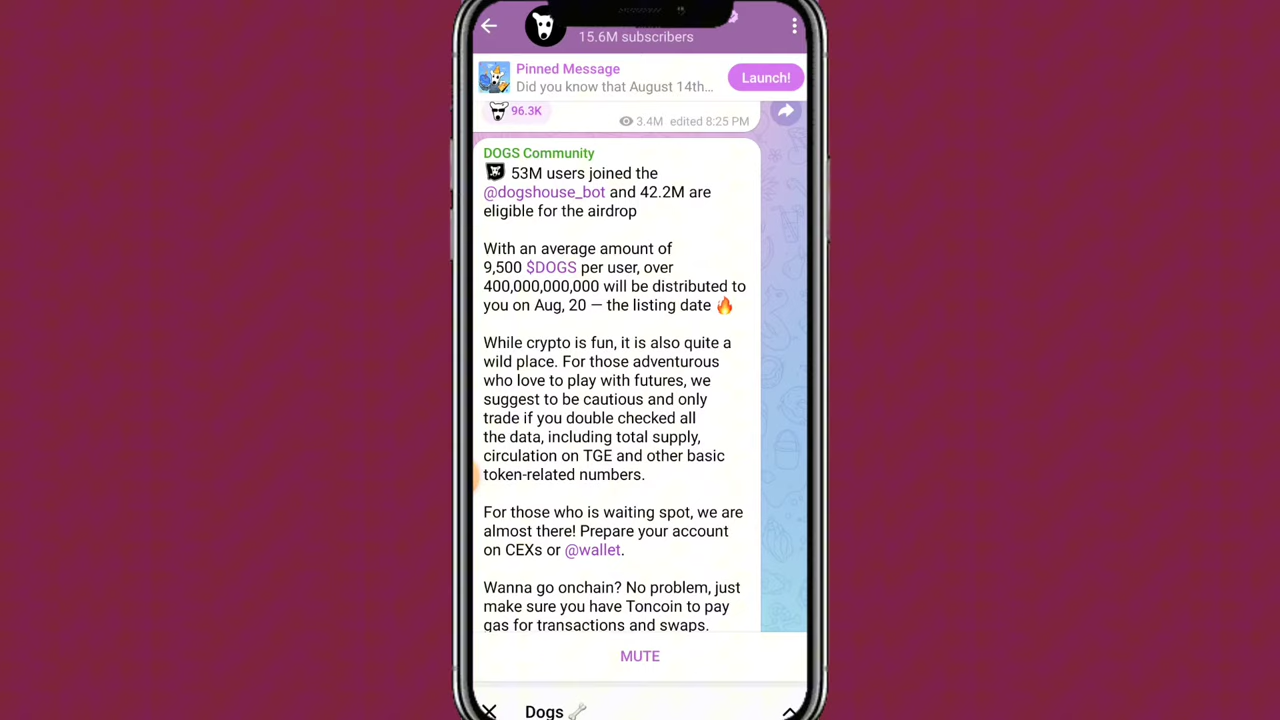 15.6M subscribers
Pinned Message
Did you know that August 14th...
Launch!
96.3K
3.4M edited 8:25 PM
DOGS Community
53M users joined the
@dogshouse_bot and 42.2M are
eligible for the airdrop
With an average amount of
9,500 $DOGS per user, over
400,000,000,000 will be distributed to
you on Aug, 20 — the listing date 🔥
While crypto is fun, it is also quite a
wild place. For those adventurous
who love to play with futures, we
suggest to be cautious and only
trade if you double checked all
the data, including total supply,
circulation on TGE and other basic
token-related numbers.
For those who is waiting spot, we are
almost there! Prepare your account
on CEXs or @wallet.
Wanna go onchain? No problem, just
make sure you have Toncoin to pay
gas for transactions and swaps.
MUTE
Dogs 🦴